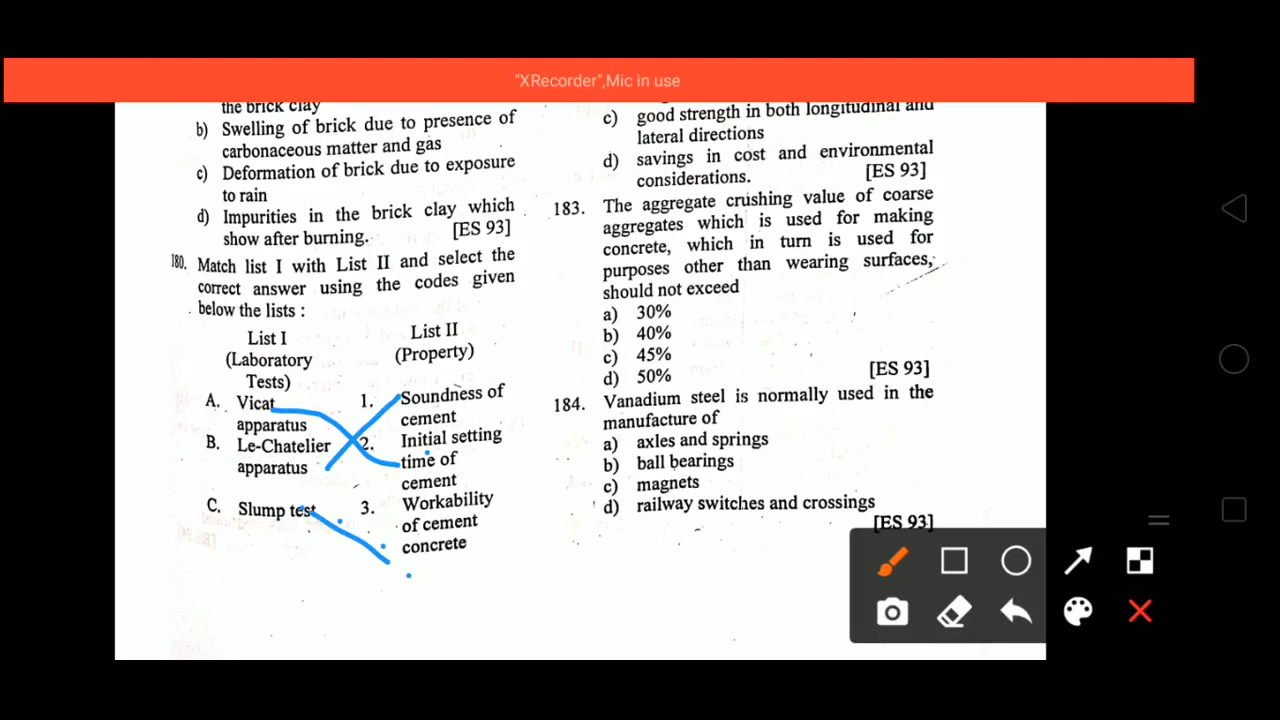 "XRecorder",Mic in use
the brick clay
b) Swelling of brick due to presence of
carbonaceous matter and gas
c) Deformation of brick due to exposure
to rain
d) Impurities in the brick clay which
show after burning. [ES 93]
180. Match list I with List II and select the
correct answer using the codes given
below the lists :
List I List II
(Laboratory (Property)
Tests)
A. Vicat 1. Soundness of
apparatus cement
B. Le-Chatelier 2. Initial setting
apparatus time of
cement
C. Slump test 3. Workability
of cement
concrete
c) good strength in both longitudinal and
lateral directions
d) savings in cost and environmental
considerations. [ES 93]
183. The aggregate crushing value of coarse
aggregates which is used for making
concrete, which in turn is used for
purposes other than wearing surfaces,
should not exceed
a) 30%
b) 40%
c) 45%
d) 50% [ES 93]
184. Vanadium steel is normally used in the
manufacture of
a) axles and springs
b) ball bearings
c) magnets
d) railway switches and crossings
[ES 93]